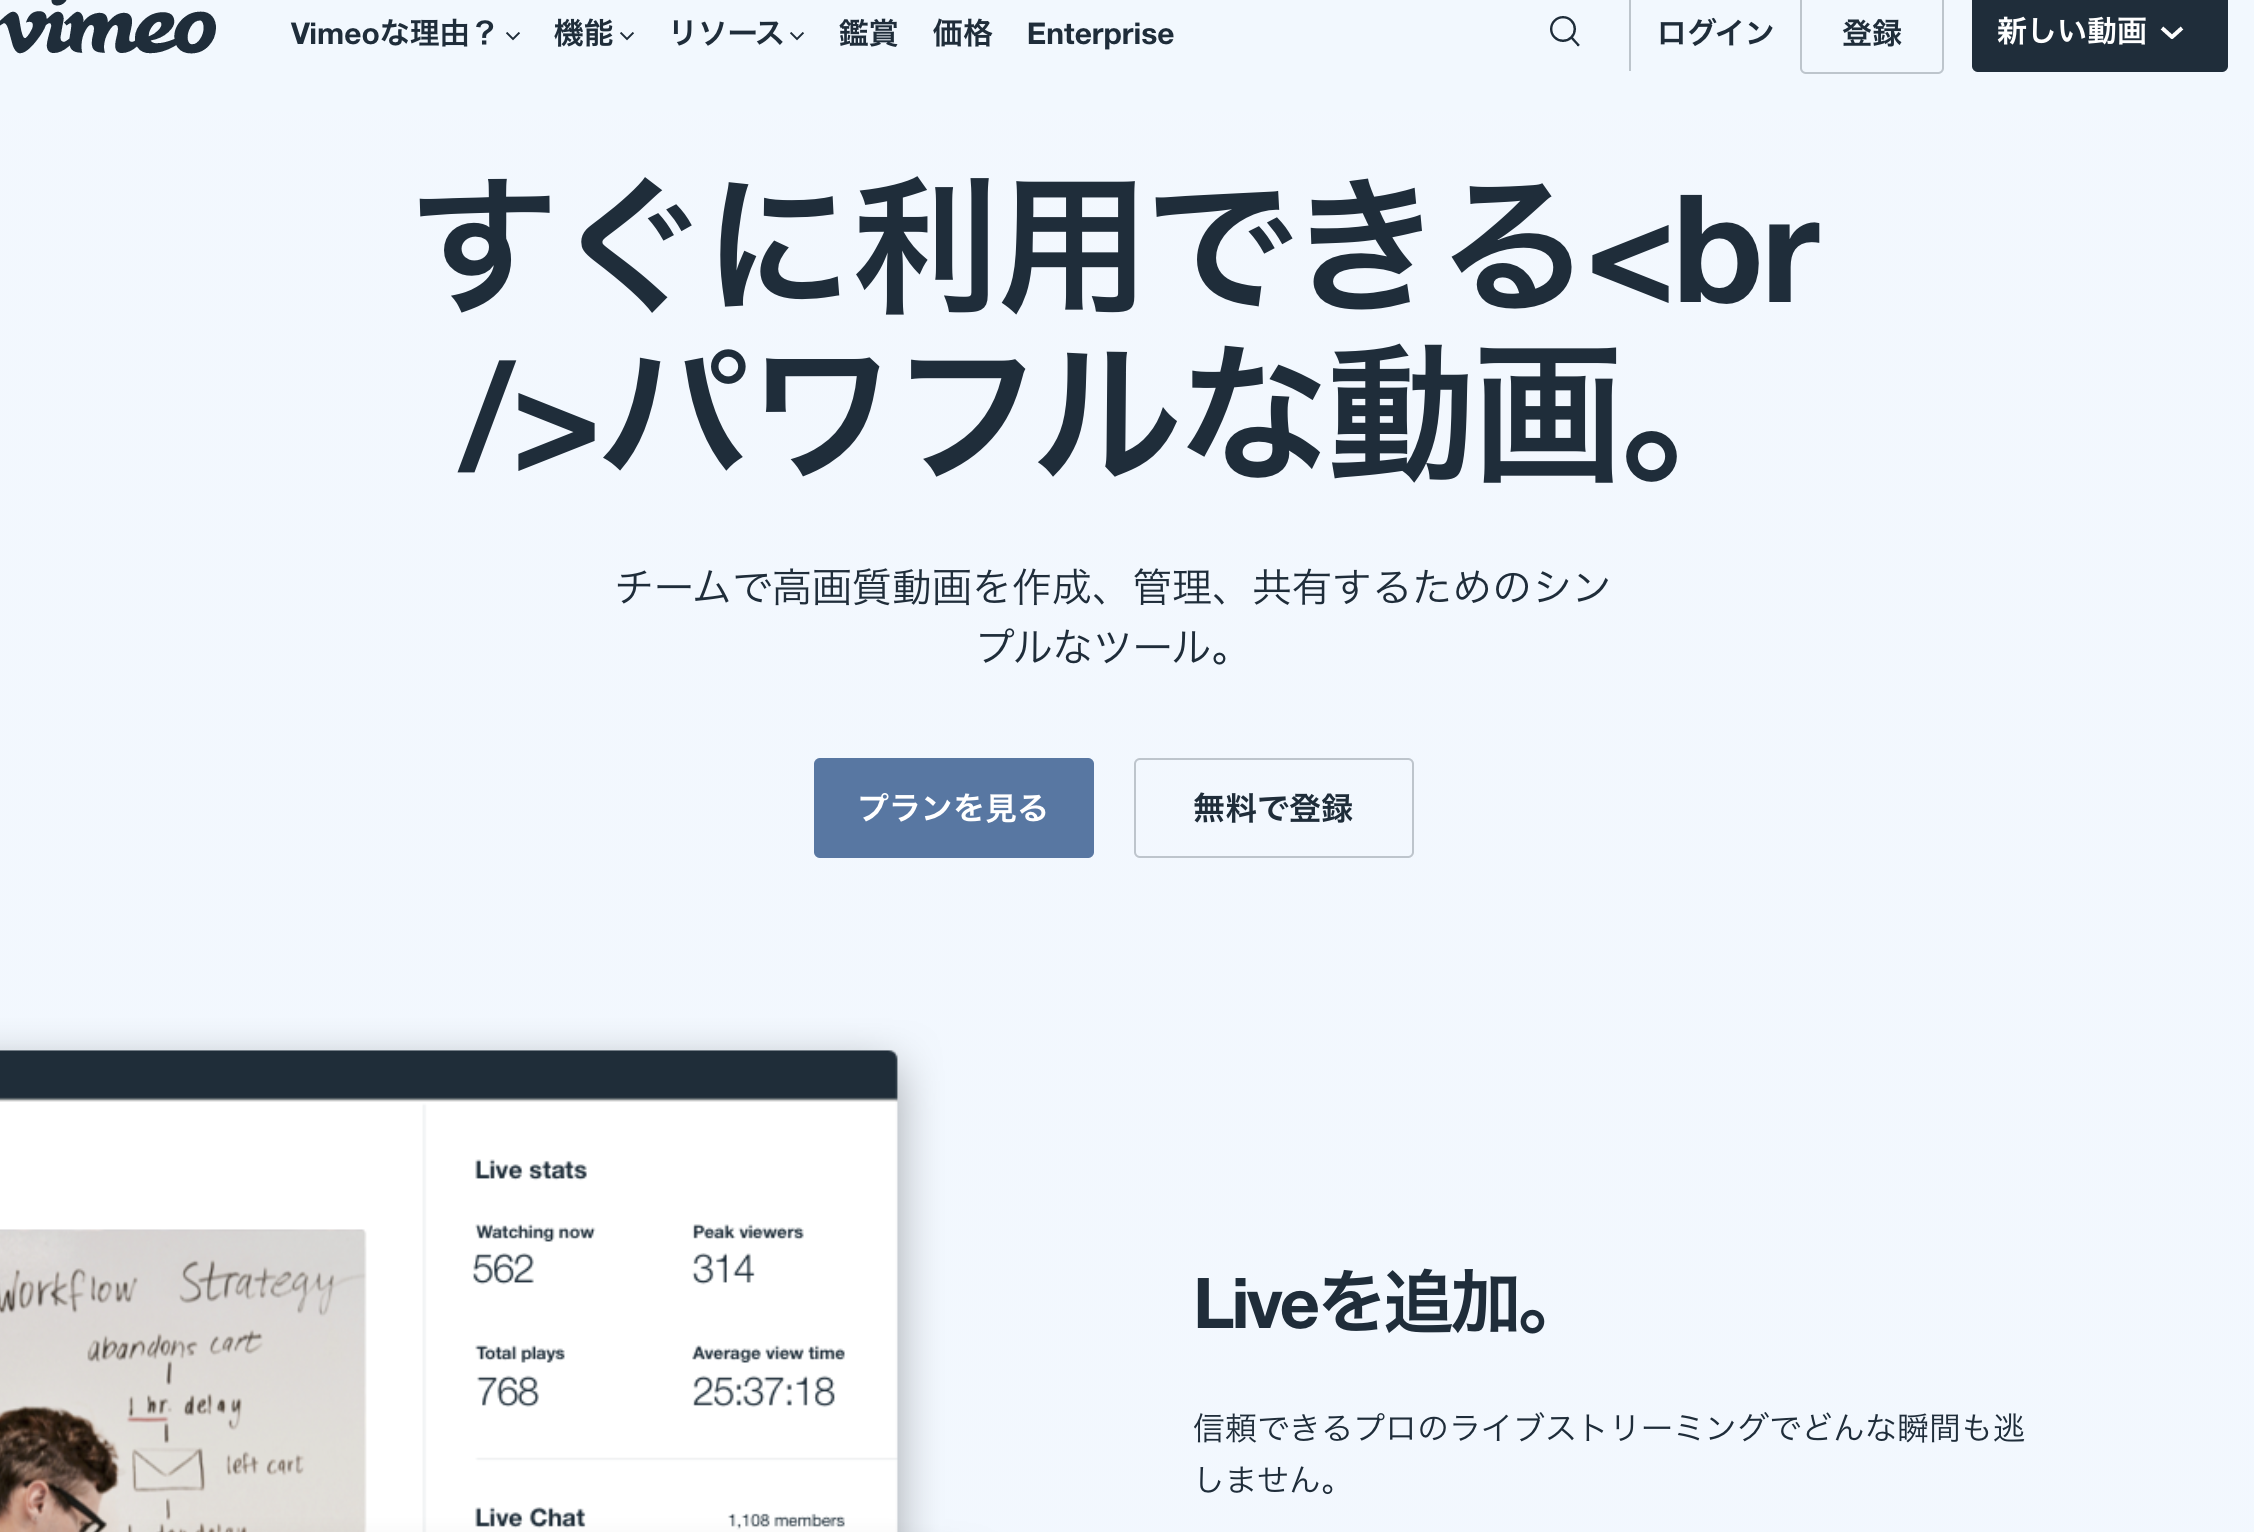 vimeo
Vimeoな理由？ 機能 リソース 鑑賞 価格 Enterprise ログイン 登録 新しい動画
すぐに利用できる<br
/>パワフルな動画。
チームで高画質動画を作成、管理、共有するためのシン
プルなツール。
プランを見る 無料で登録
Live stats
Watching now Peak viewers
562 314
Total plays Average view time
768 25:37:18
Live Chat 1,108 members
Workflow Strategy
abandons cart
1 hr. delay
left cart
Liveを追加。
信頼できるプロのライブストリーミングでどんな瞬間も逃
しません。